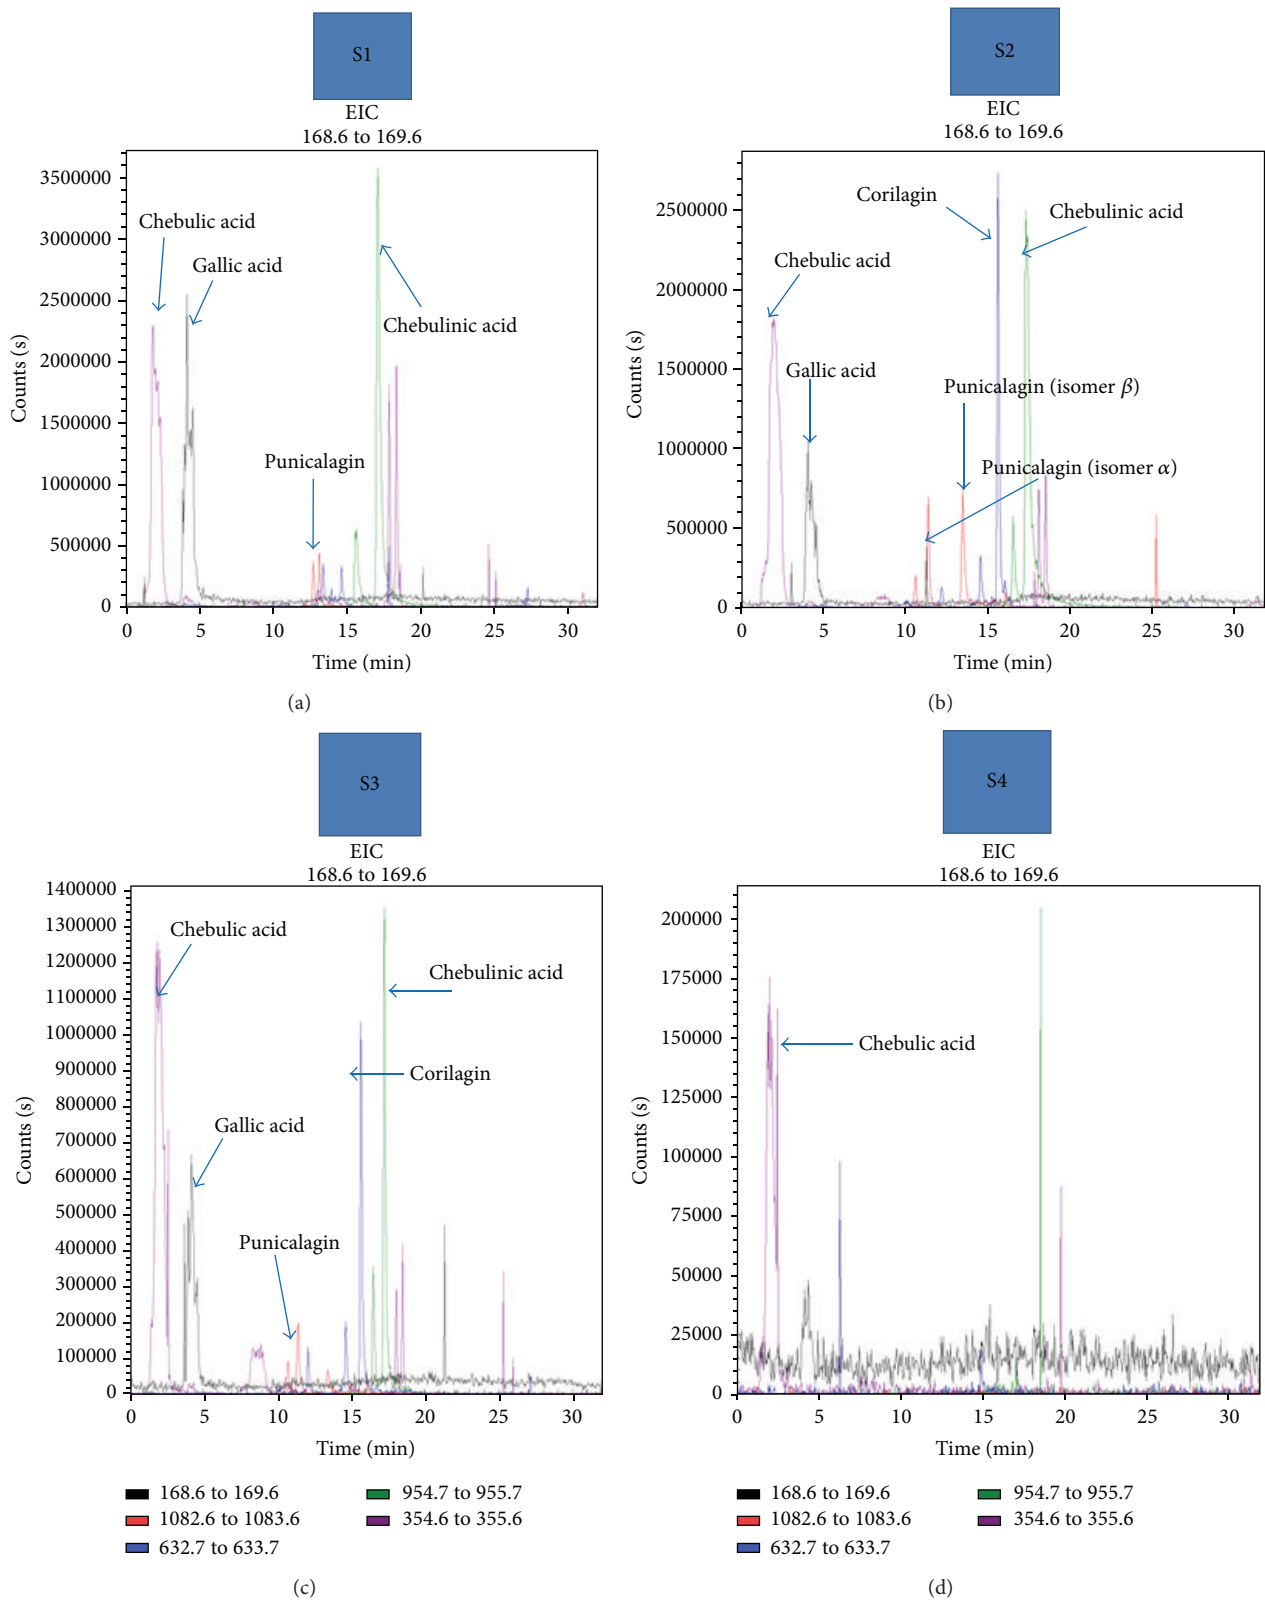 S1
EIC
168.6 to 169.6
3500000
3000000
2500000
2000000
1500000
1000000
500000
0
Counts (s)
Chebulic acid
Gallic acid
Chebulinic acid
Punicalagin
0 5 10 15 20 25 30
Time (min)
(a)
S2
EIC
168.6 to 169.6
2500000
2000000
1500000
1000000
500000
0
Counts (s)
Corilagin
Chebulinic acid
Chebulic acid
Gallic acid
Punicalagin (isomer β)
Punicalagin (isomer α)
0 5 10 15 20 25 30
Time (min)
(b)
S3
EIC
168.6 to 169.6
1400000
1300000
1200000
1100000
1000000
900000
800000
700000
600000
500000
400000
300000
200000
100000
0
Counts (s)
Chebulic acid
Chebulinic acid
Corilagin
Gallic acid
Punicalagin
0 5 10 15 20 25 30
Time (min)
168.6 to 169.6
954.7 to 955.7
1082.6 to 1083.6
354.6 to 355.6
632.7 to 633.7
(c)
S4
EIC
168.6 to 169.6
200000
175000
150000
125000
100000
75000
50000
25000
0
Counts (s)
Chebulic acid
0 5 10 15 20 25 30
Time (min)
168.6 to 169.6
954.7 to 955.7
1082.6 to 1083.6
354.6 to 355.6
632.7 to 633.7
(d)